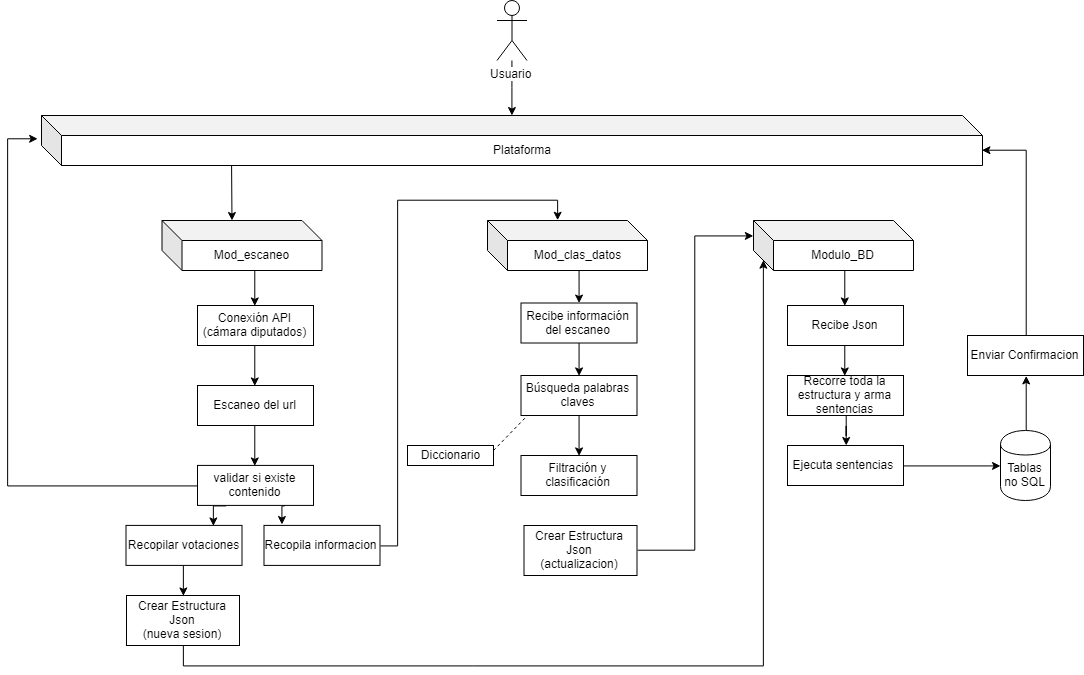 Usuario
Plataforma
Mod_escaneo
Conexión API
(cámara diputados)
Escaneo del url
validar si existe
contenido
Recopilar votaciones
Recopila informacion
Crear Estructura
Json
(nueva sesion)
Mod_clas_datos
Recibe información
del escaneo
Búsqueda palabras
claves
Diccionario
Filtración y
clasificación
Crear Estructura
Json
(actualizacion)
Modulo_BD
Recibe Json
Recorre toda la
estructura y arma
sentencias
Ejecuta sentencias
Tablas
no SQL
Enviar Confirmacion